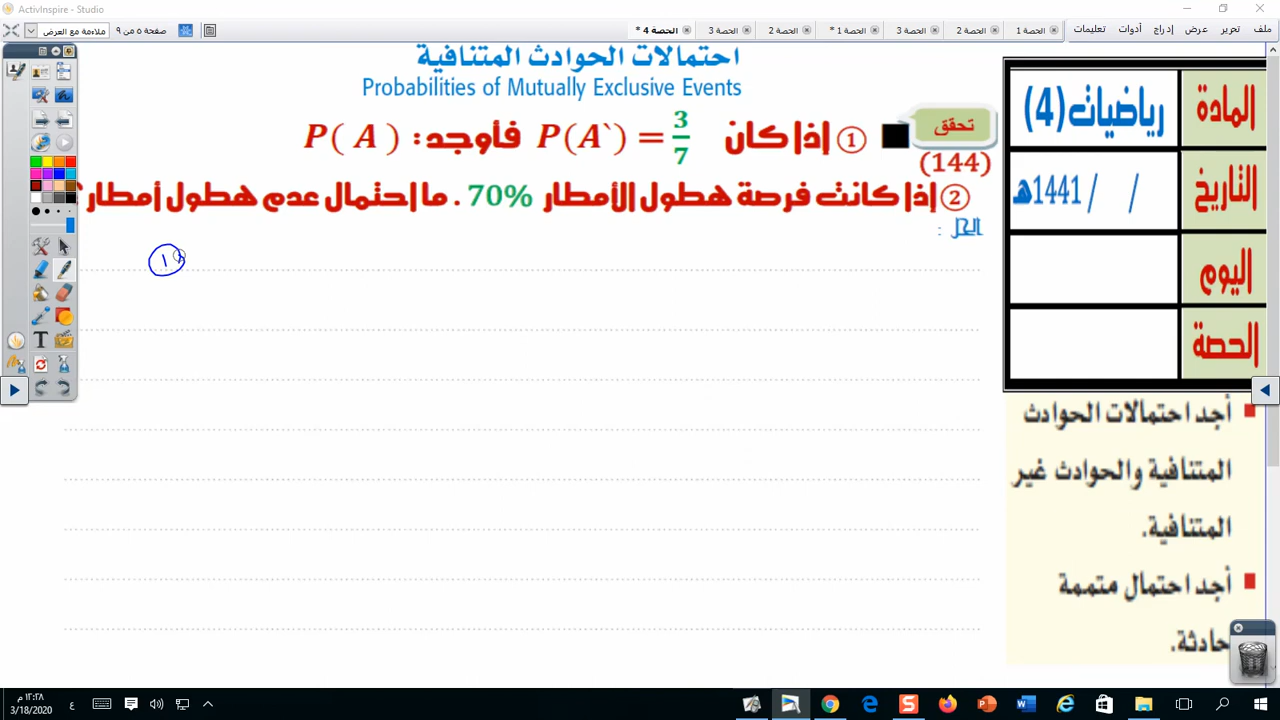 ActivInspire - Studio
ملف تحرير عرض إدراج أدوات تعليمات
الحصة 1 الحصة 2 الحصة 3 الحصة 1 * الحصة 2 الحصة 3 الحصة 4 *
صفحة ٥ من ٩ ملاءمة مع العرض
احتمالات الحوادث المتنافية
Probabilities of Mutually Exclusive Events
تحقق
(144)
① إذا كان P(A`) = 3/7 فأوجد : P( A )
② إذا كانت فرصة هطول الأمطار 70% . ما إحتمال عدم هطول أمطار ؟
الحل :
١
المادة رياضيات (4)
التاريخ / / 1441هـ
اليوم
الحصة
أجد احتمالات الحوادث
المتنافية والحوادث غير
المتنافية.
أجد احتمال متممة
حادثة.
T
١٢:٢٨ م
3/18/2020
ع